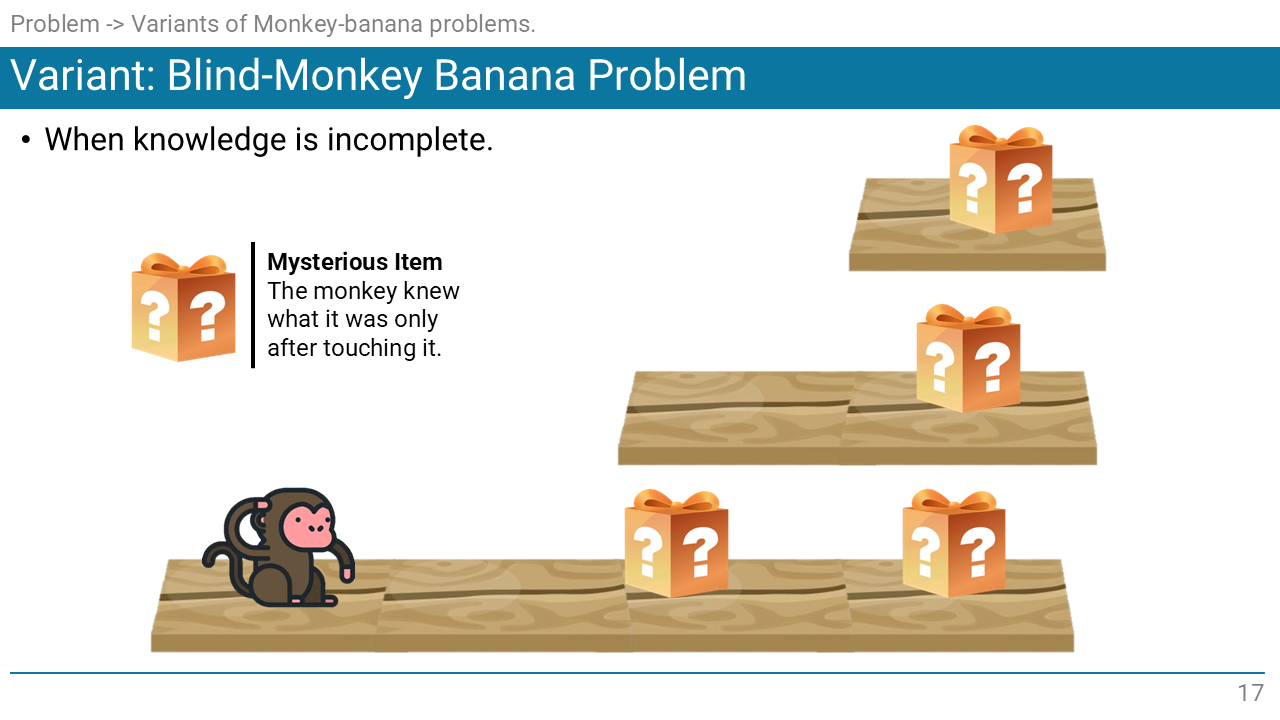 Problem -> Variants of Monkey-banana problems.
Variant: Blind-Monkey Banana Problem
• When knowledge is incomplete.
? ?
? ?
Mysterious Item
The monkey knew
what it was only
after touching it.
? ?
? ?
? ?
17